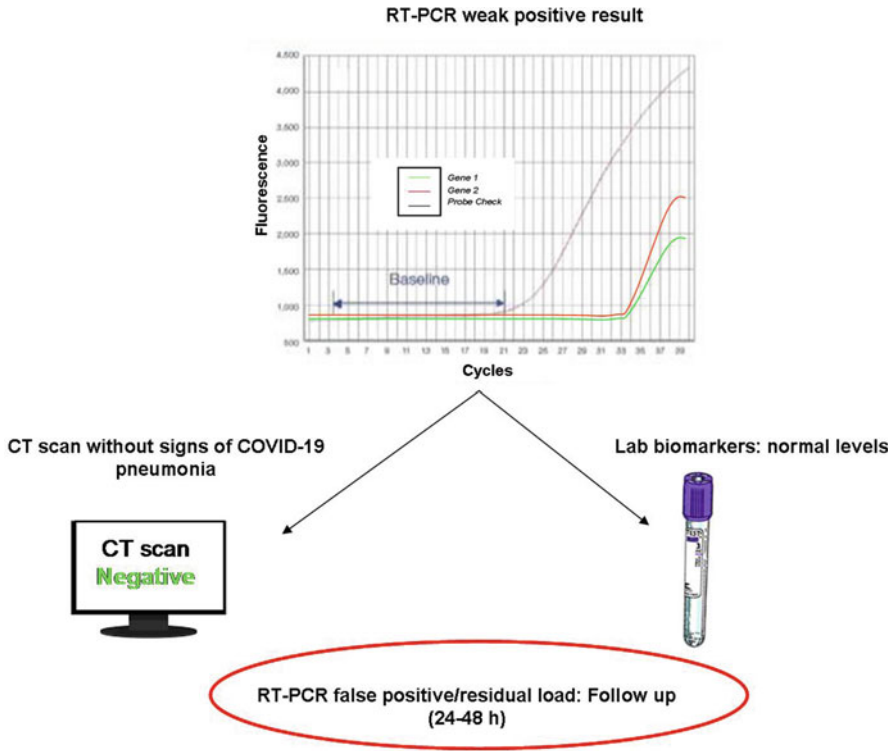 RT-PCR weak positive result
4,500
4,000
3,500
3,000
2,500
2,000
1,500
1,000
500
Fluorescence
Gene 1
Gene 2
Probe Check
Baseline
1 3 5 7 9 11 13 15 17 19 21 23 25 27 29 31 33 35 37 39
Cycles
CT scan without signs of COVID-19
pneumonia
Lab biomarkers: normal levels
CT scan
Negative
RT-PCR false positive/residual load: Follow up
(24-48 h)